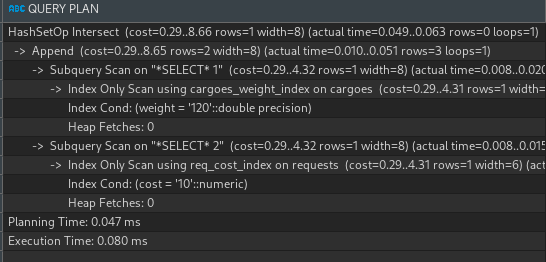 ABC QUERY PLAN
HashSetOp Intersect (cost=0.29..8.66 rows=1 width=8) (actual time=0.049..0.063 rows=0 loops=1)
-> Append (cost=0.29..8.65 rows=2 width=8) (actual time=0.010..0.051 rows=3 loops=1)
-> Subquery Scan on "*SELECT* 1" (cost=0.29..4.32 rows=1 width=8) (actual time=0.008..0.020
-> Index Only Scan using cargoes_weight_index on cargoes (cost=0.29..4.31 rows=1 width=
Index Cond: (weight = '120'::double precision)
Heap Fetches: 0
-> Subquery Scan on "*SELECT* 2" (cost=0.29..4.32 rows=1 width=8) (actual time=0.008..0.015
-> Index Only Scan using req_cost_index on requests (cost=0.29..4.31 rows=1 width=6) (act
Index Cond: (cost = '10'::numeric)
Heap Fetches: 0
Planning Time: 0.047 ms
Execution Time: 0.080 ms